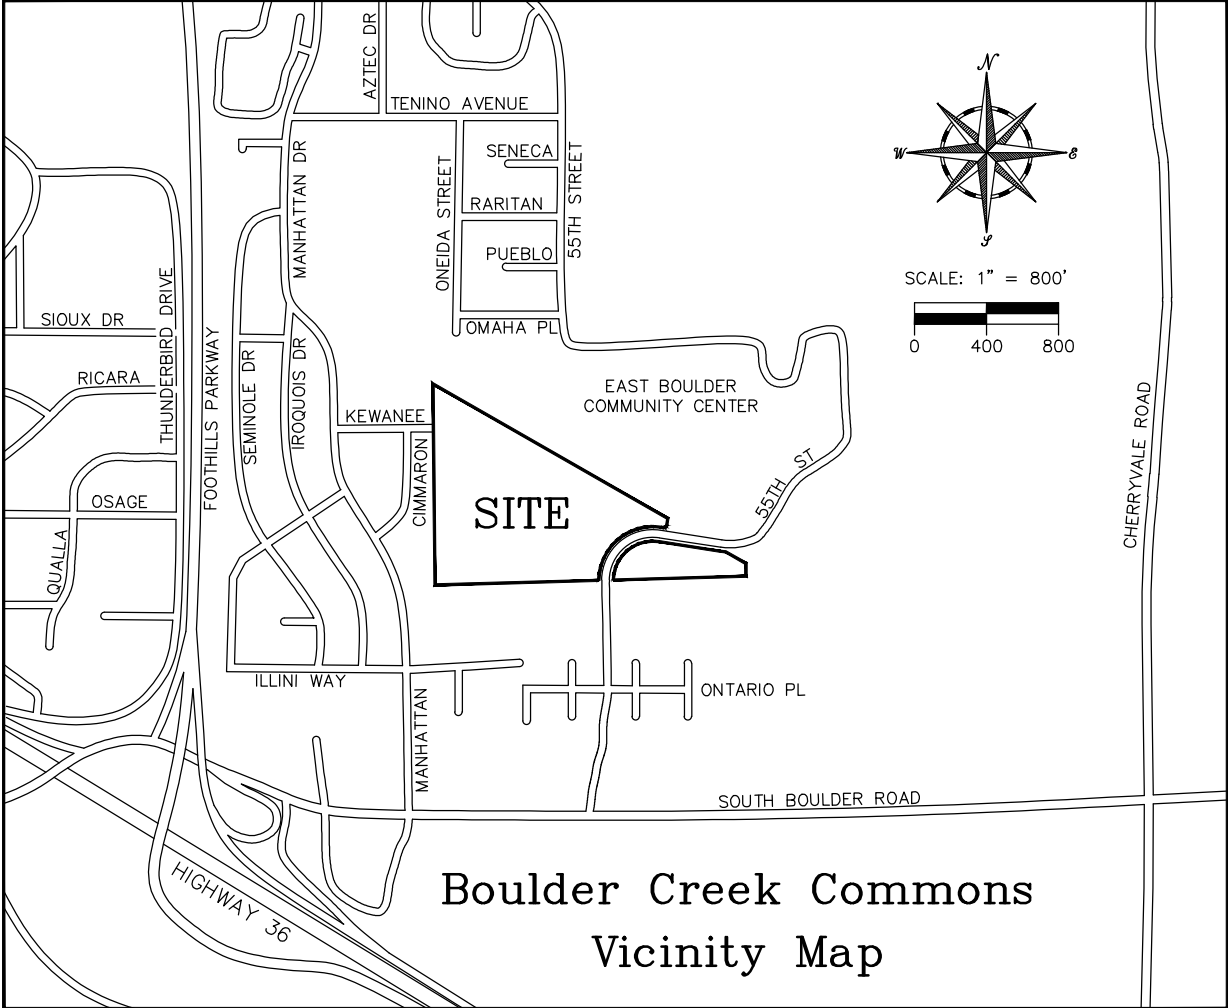 AZTEC DR
TENINO AVENUE
MANHATTAN DR
ONEIDA STREET
SENECA
RARITAN
PUEBLO
OMAHA PL
55TH STREET
N
W
E
S
SCALE: 1" = 800'
0 400 800
SIOUX DR
RICARA
THUNDERBIRD DRIVE
FOOTHILLS PARKWAY
SEMINOLE DR
IROQUOIS DR
KEWANEE
CIMMARON
EAST BOULDER
COMMUNITY CENTER
CHERRYVALE ROAD
OSAGE
QUALLA
SITE
55TH ST
ILLINI WAY
MANHATTAN
ONTARIO PL
SOUTH BOULDER ROAD
HIGHWAY 36
Boulder Creek Commons
Vicinity Map